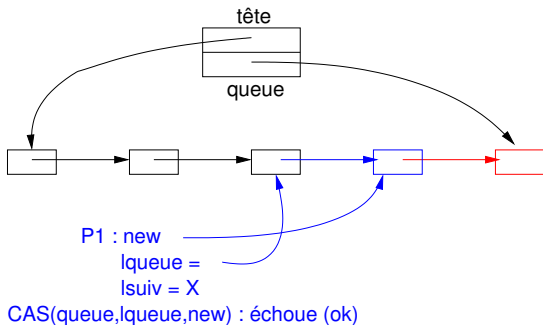 tête
queue
P1 : new
lqueue =
lsuiv = X
CAS(queue,lqueue,new) : échoue (ok)